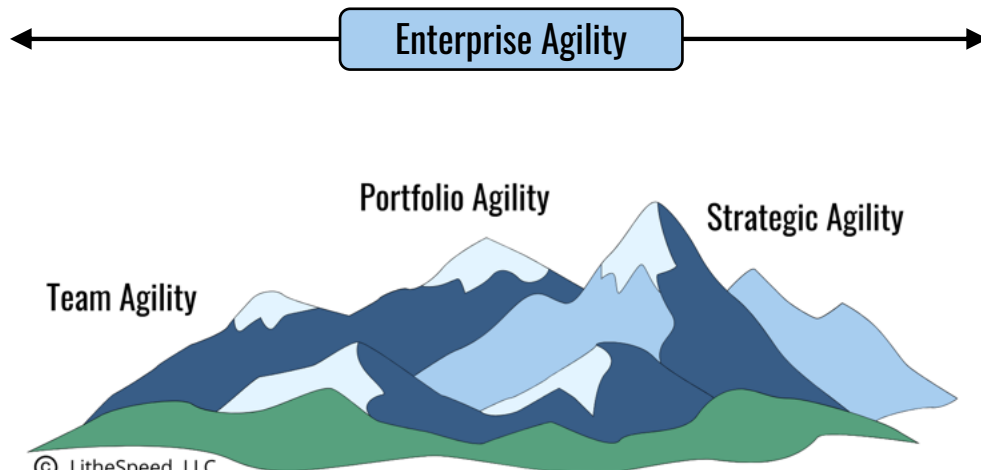 Enterprise Agility
Portfolio Agility
Strategic Agility
Team Agility
© LitheSpeed, LLC